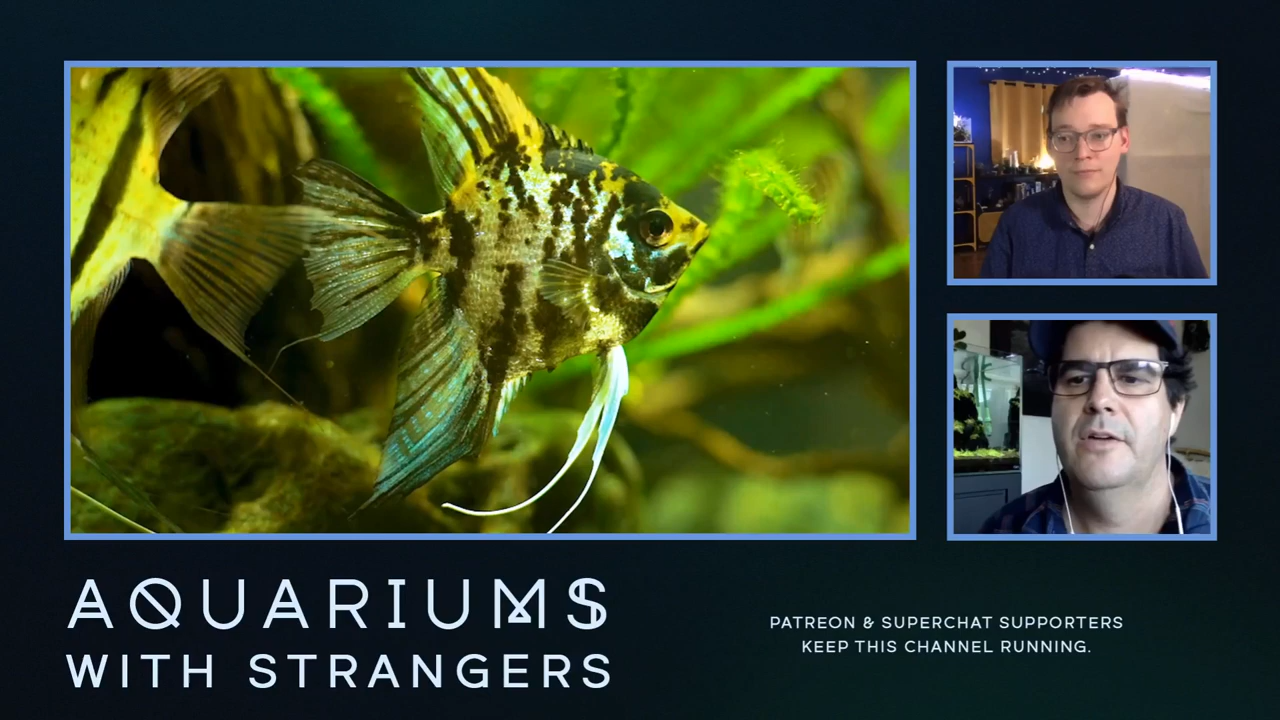 AQUARIUMS
WITH STRANGERS
PATREON & SUPERCHAT SUPPORTERS
KEEP THIS CHANNEL RUNNING.